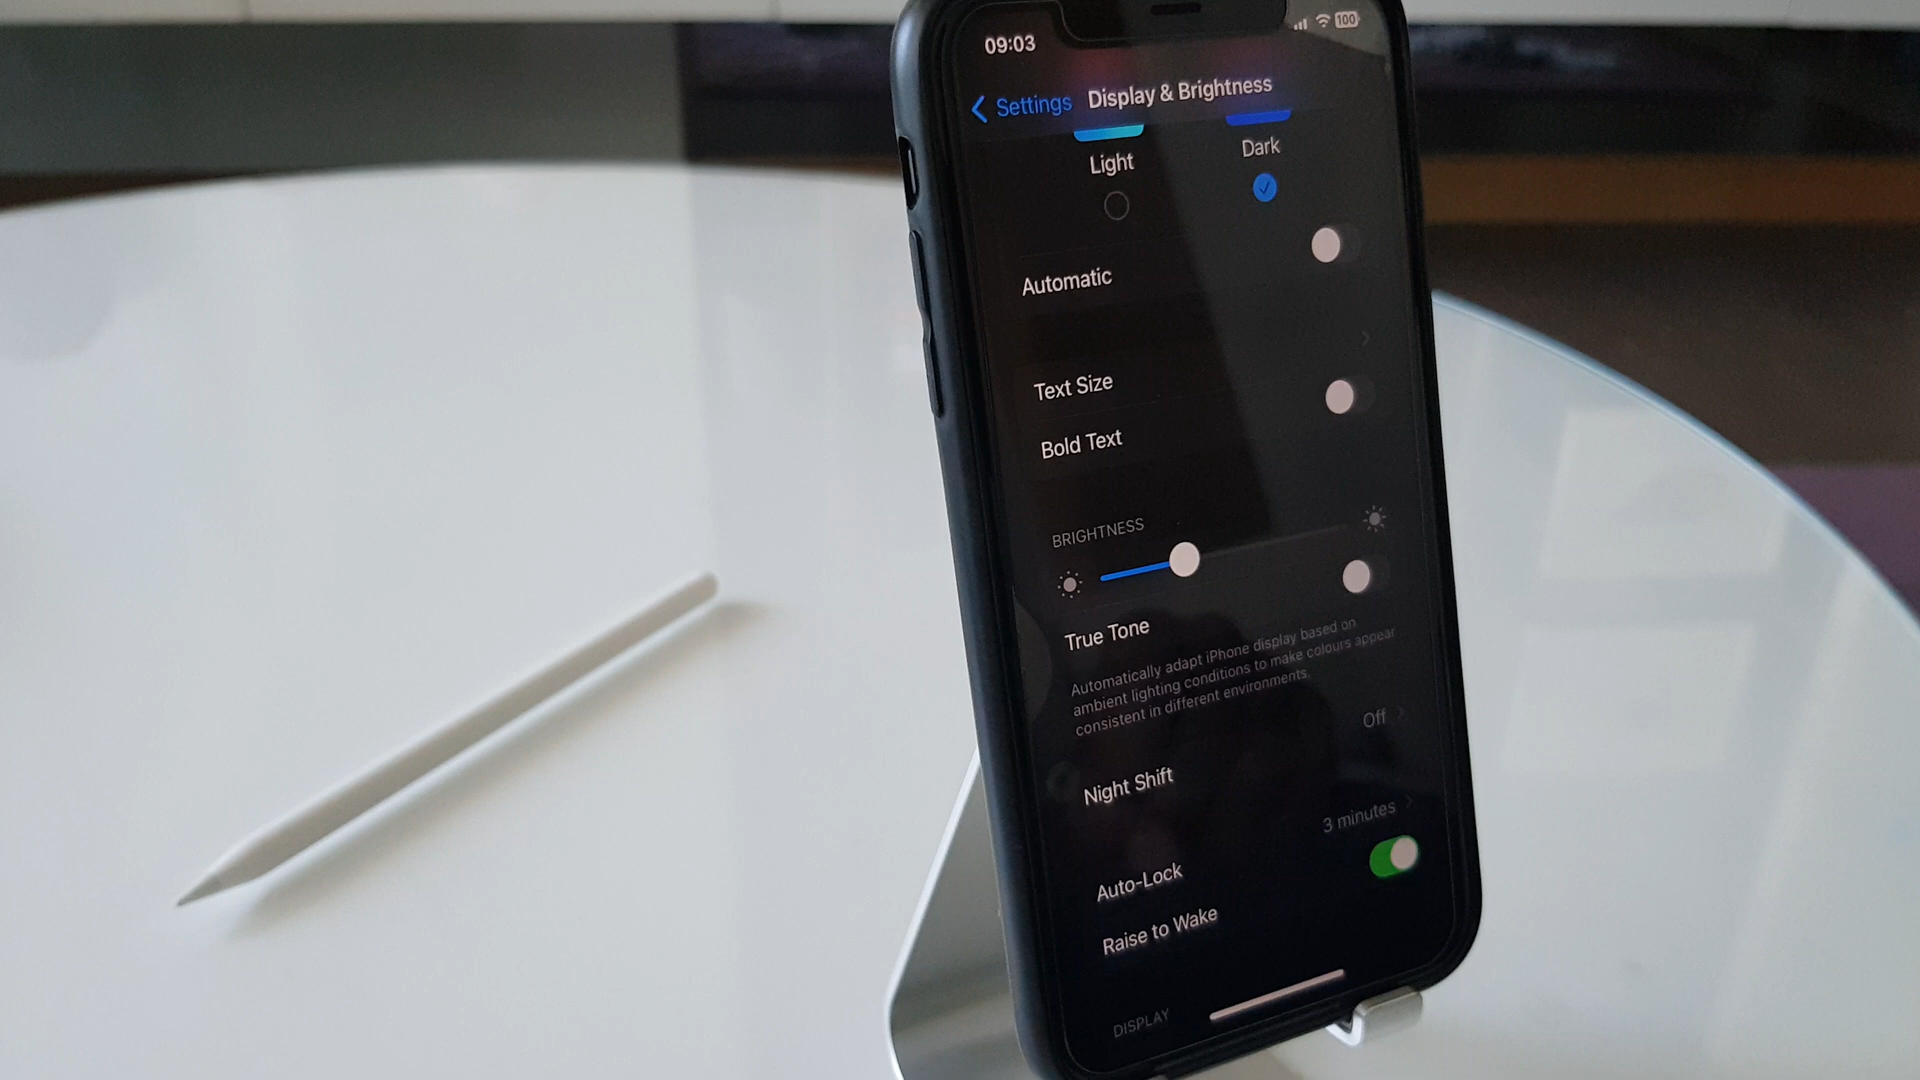 09:03
100
Settings
Display & Brightness
Light
Dark
Automatic
Text Size
Bold Text
BRIGHTNESS
True Tone
Automatically adapt iPhone display based on
ambient lighting conditions to make colours appear
consistent in different environments.
Off
Night Shift
3 minutes
Auto-Lock
Raise to Wake
DISPLAY